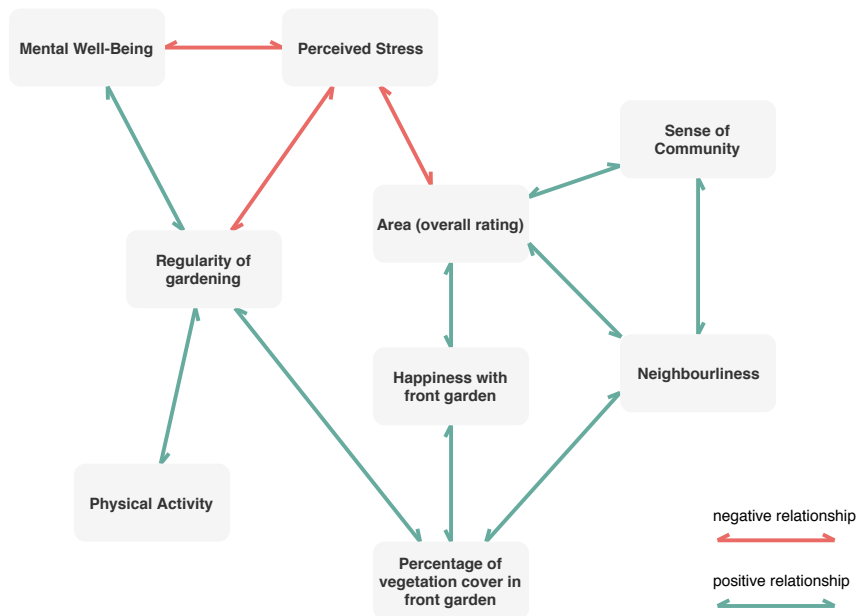 Mental Well-Being
Perceived Stress
Sense of
Community
Area (overall rating)
Regularity of
gardening
Happiness with
front garden
Neighbourliness
Physical Activity
Percentage of
vegetation cover in
front garden
negative relationship
positive relationship